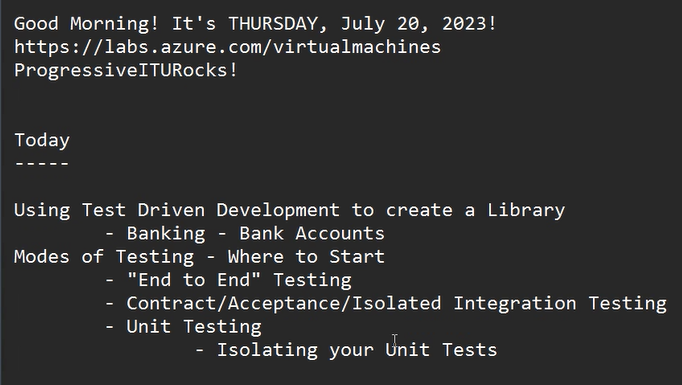 Good Morning! It's THURSDAY, July 20, 2023!
https://labs.azure.com/virtualmachines
ProgressiveITURocks!
Today
-----
Using Test Driven Development to create a Library
- Banking - Bank Accounts
Modes of Testing - Where to Start
- "End to End" Testing
- Contract/Acceptance/Isolated Integration Testing
- Unit Testing
- Isolating your Unit Tests